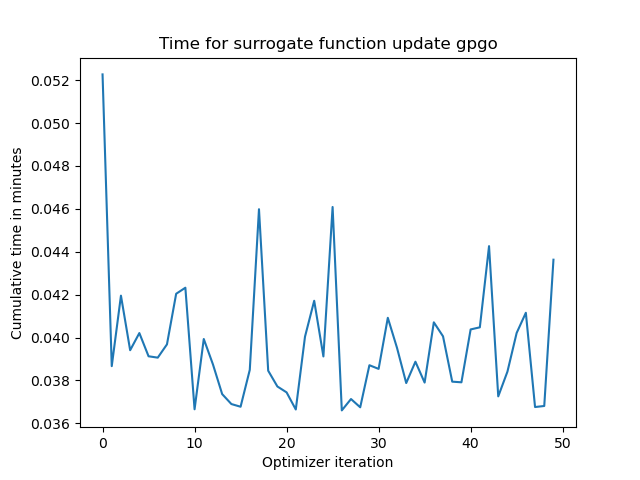 Time for surrogate function update gpgo
Cumulative time in minutes
0.052
0.050
0.048
0.046
0.044
0.042
0.040
0.038
0.036
0 10 20 30 40 50
Optimizer iteration